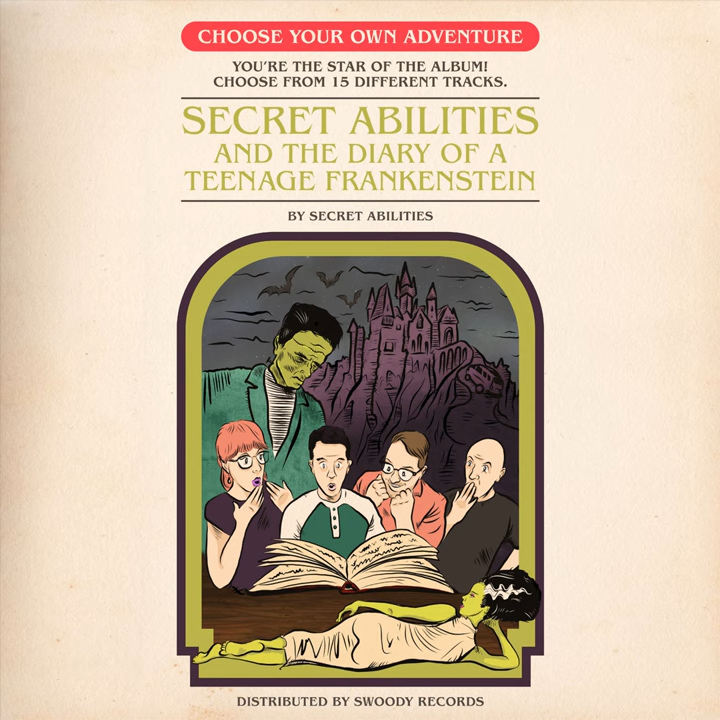 CHOOSE YOUR OWN ADVENTURE
YOU'RE THE STAR OF THE ALBUM!
CHOOSE FROM 15 DIFFERENT TRACKS.
SECRET ABILITIES
AND THE DIARY OF A
TEENAGE FRANKENSTEIN
BY SECRET ABILITIES
DISTRIBUTED BY SWOODY RECORDS